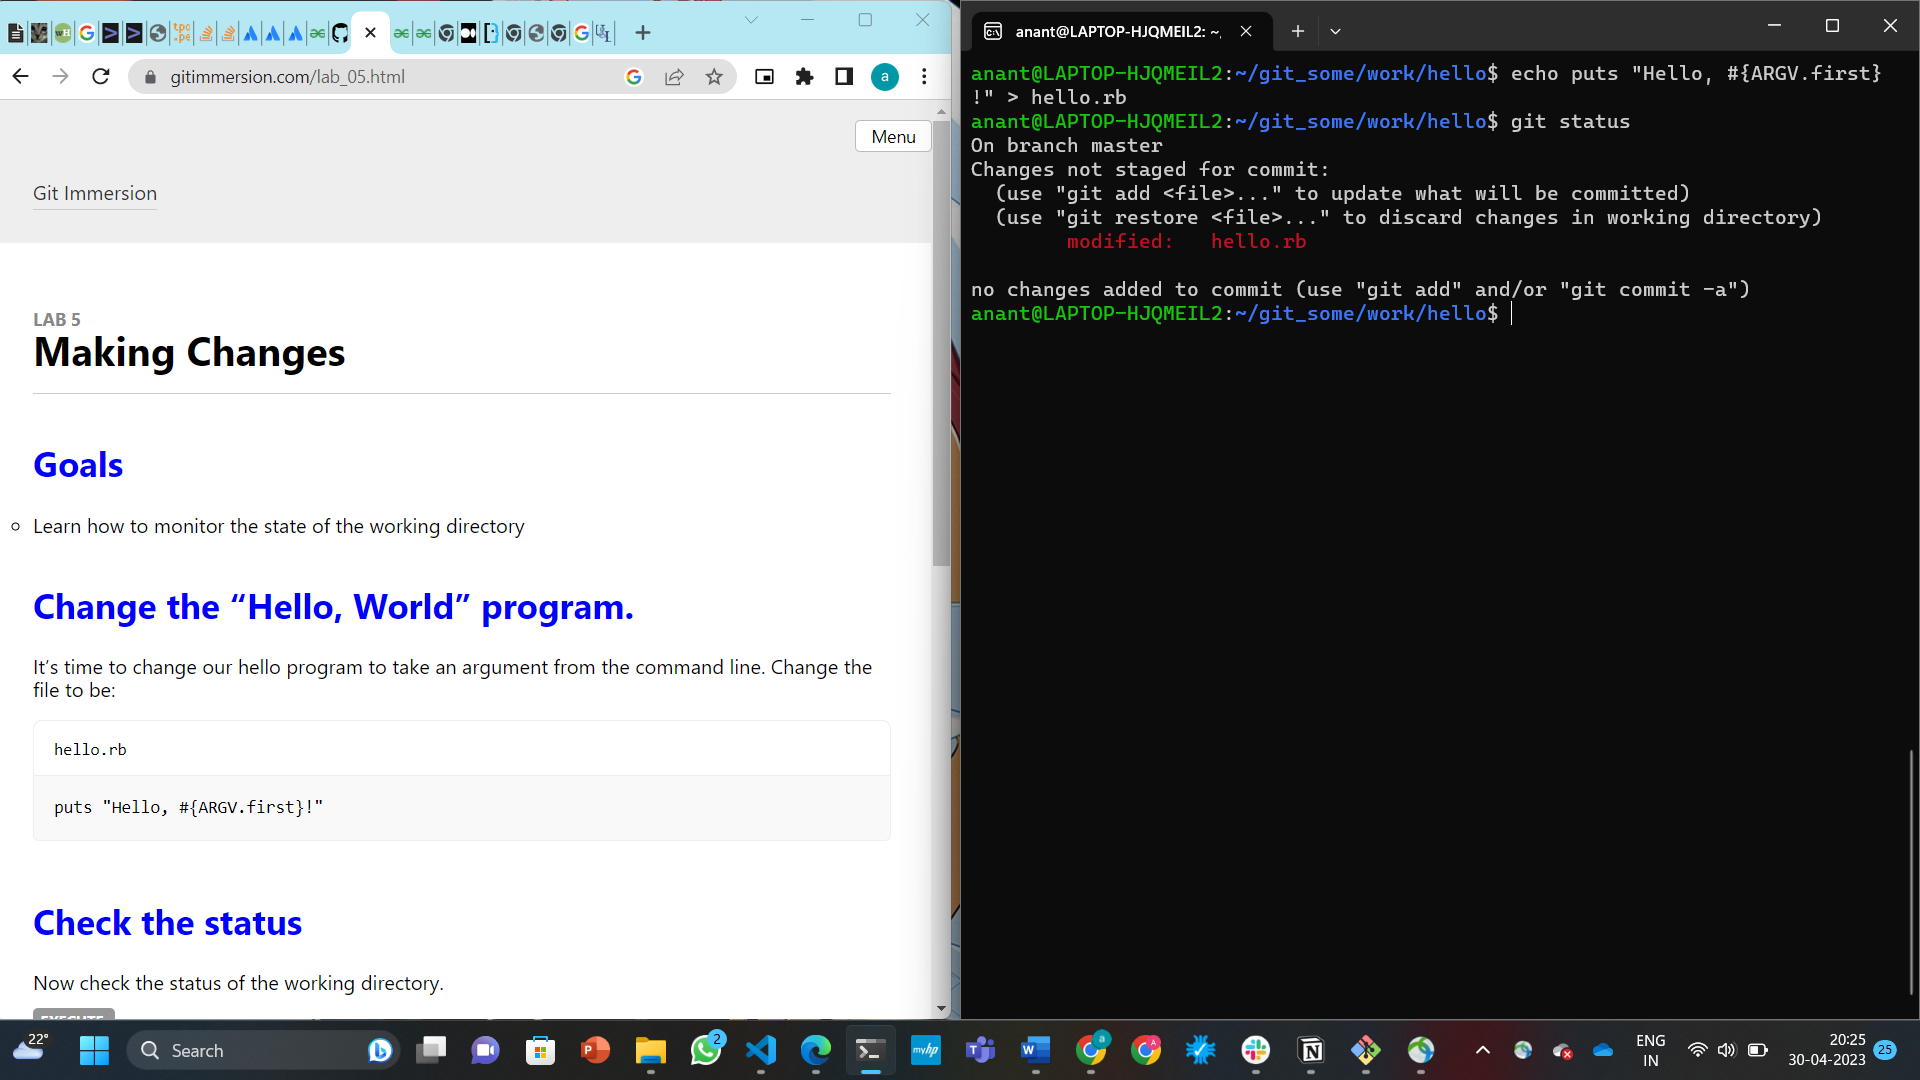 gitimmersion.com/lab_05.html
a
Menu
Git Immersion
LAB 5
Making Changes
Goals
Learn how to monitor the state of the working directory
Change the “Hello, World” program.
It’s time to change our hello program to take an argument from the command line. Change the
file to be:
hello.rb
puts "Hello, #{ARGV.first}!"
Check the status
Now check the status of the working directory.
EXECUTE
anant@LAPTOP-HJQMEIL2: ~,
anant@LAPTOP-HJQMEIL2:~/git_some/work/hello$ echo puts "Hello, #{ARGV.first}
!" > hello.rb
anant@LAPTOP-HJQMEIL2:~/git_some/work/hello$ git status
On branch master
Changes not staged for commit:
(use "git add <file>..." to update what will be committed)
(use "git restore <file>..." to discard changes in working directory)
modified: hello.rb
no changes added to commit (use "git add" and/or "git commit -a")
anant@LAPTOP-HJQMEIL2:~/git_some/work/hello$
22°
Search
2
myhp
a
ENG
IN
20:25
30-04-2023
25